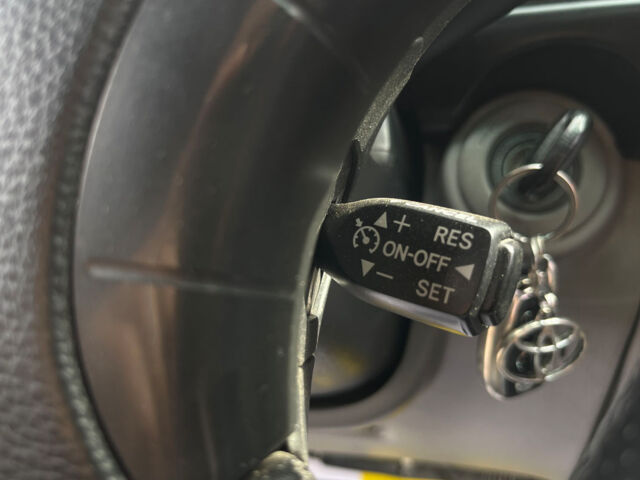 + RES
ON-OFF
- SET